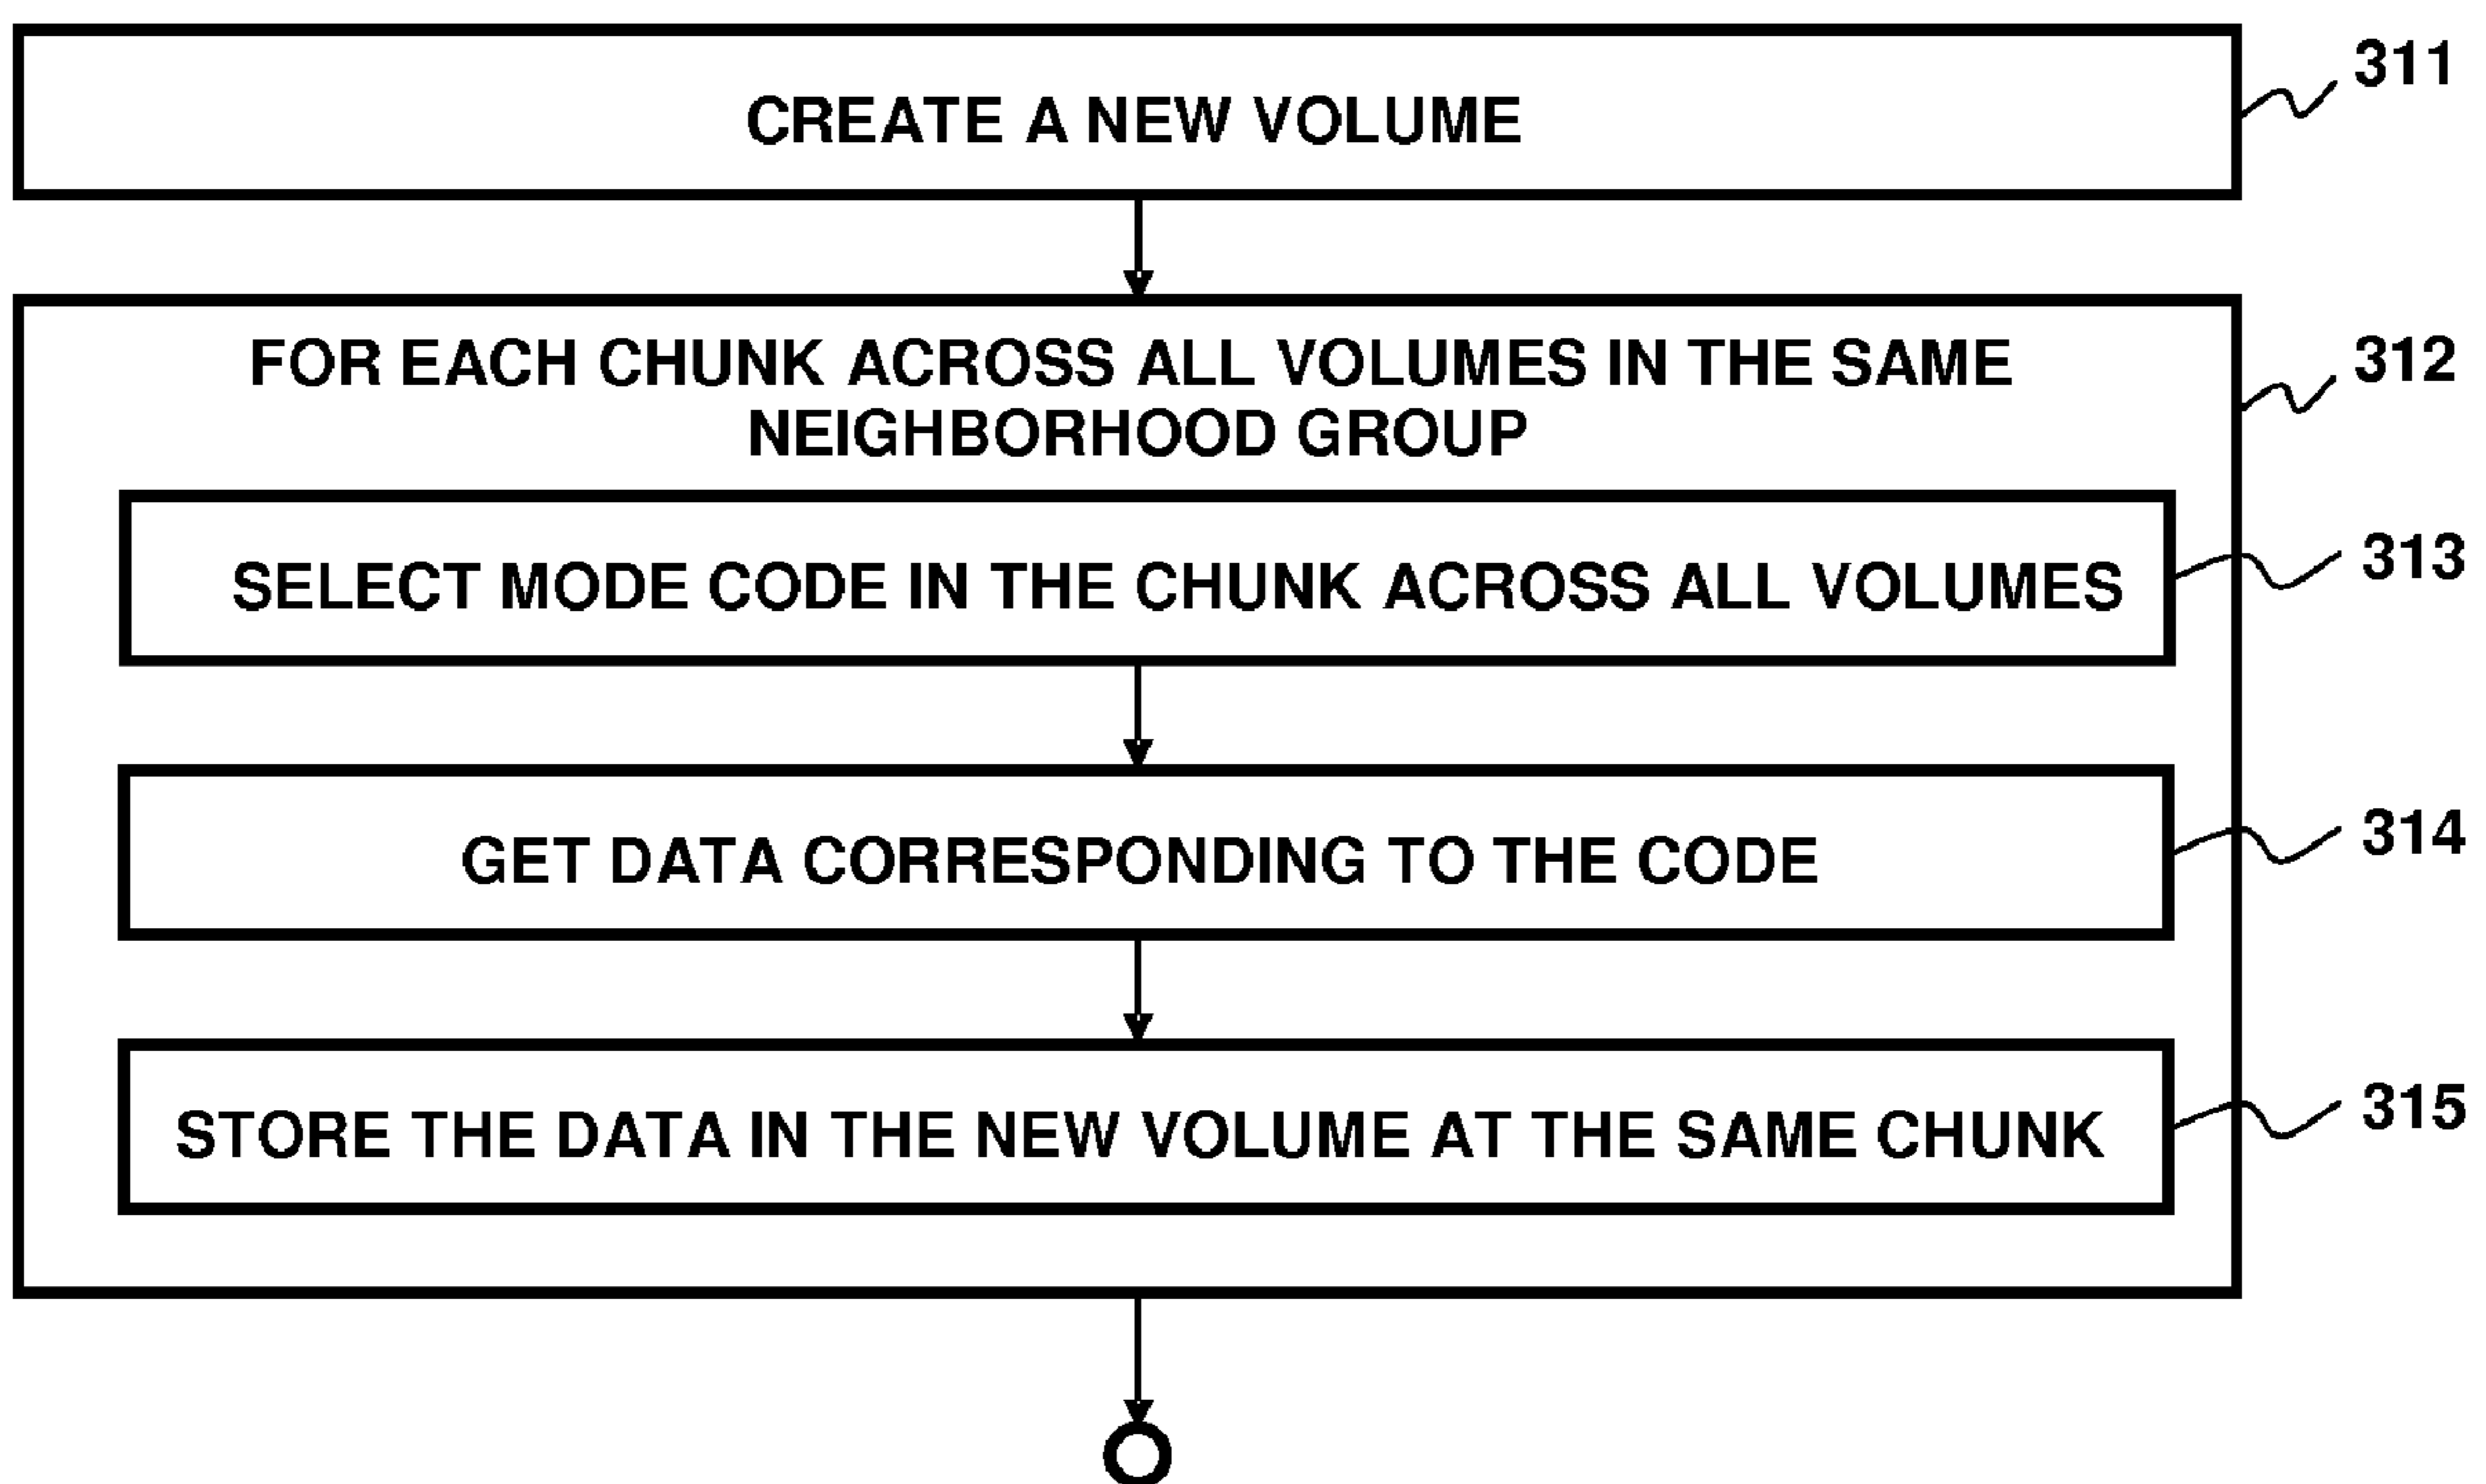 CREATE A NEW VOLUME
311
FOR EACH CHUNK ACROSS ALL VOLUMES IN THE SAME
NEIGHBORHOOD GROUP
312
SELECT MODE CODE IN THE CHUNK ACROSS ALL VOLUMES
313
GET DATA CORRESPONDING TO THE CODE
314
STORE THE DATA IN THE NEW VOLUME AT THE SAME CHUNK
315